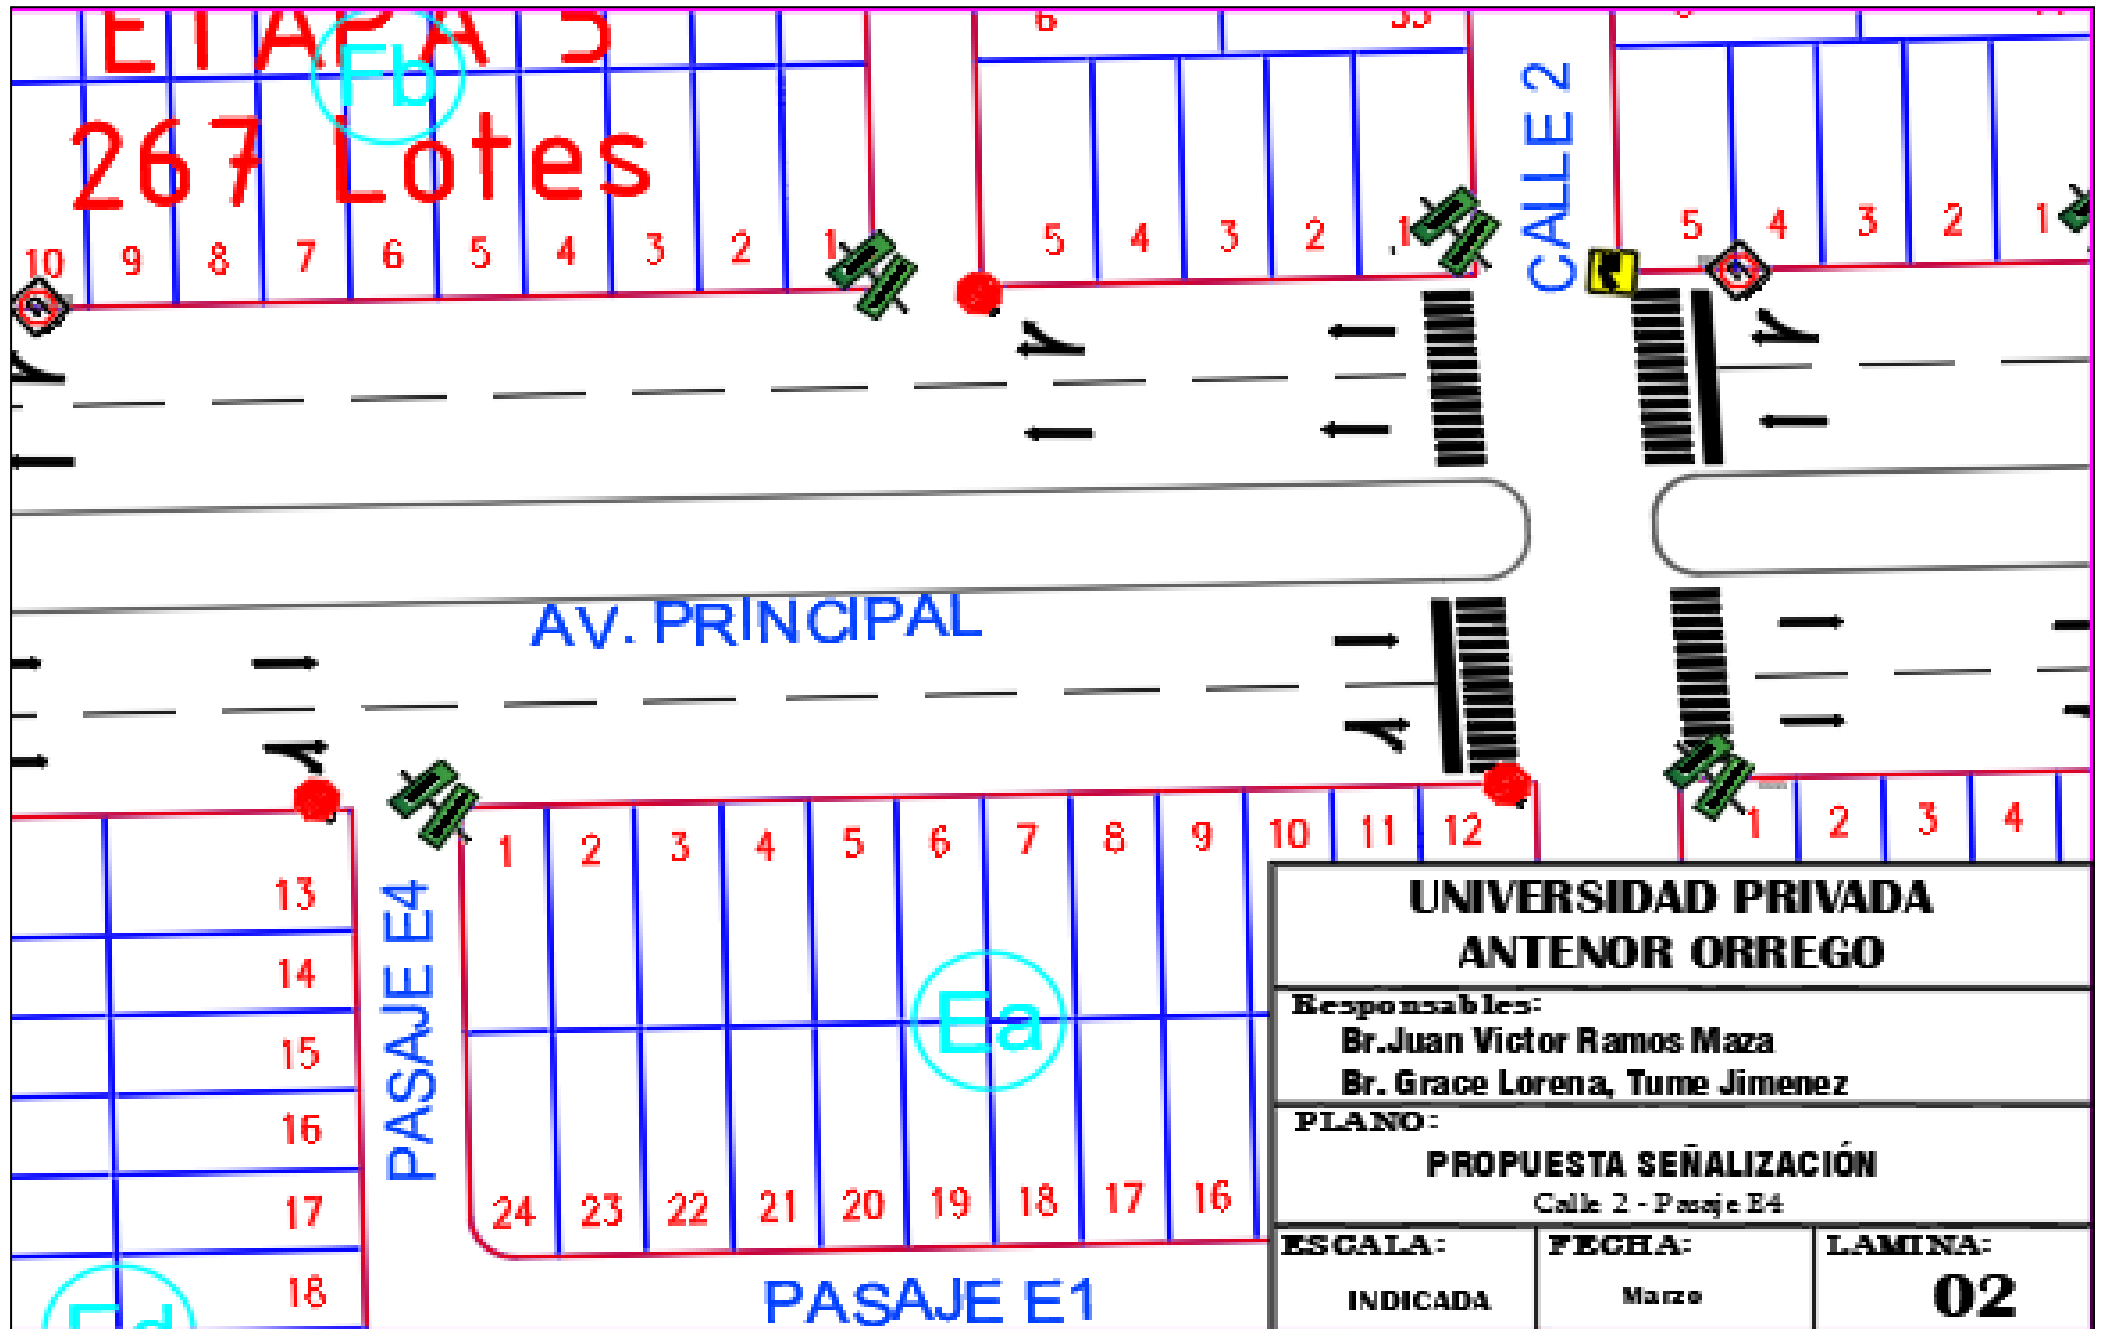 ETAPA 5
Fb
267 Lotes
6
CALLE 2
10 9 8 7 6 5 4 3 2 1
5 4 3 2 1
5 4 3 2 1
AV. PRINCIPAL
1 2 3 4 5 6 7 8 9 10 11 12
1 2 3 4
13
14
15
16
17
18
PASAJE E4
Ea
24 23 22 21 20 19 18 17 16
PASAJE E1
UNIVERSIDAD PRIVADA
ANTENOR ORREGO
Responsables:
Br.Juan Victor Ramos Maza
Br. Grace Lorena, Tume Jimenez
PLANO:
PROPUESTA SEÑALIZACIÓN
Calle 2 - Pasaje E4
ESCALA:
INDICADA
FECHA:
Marzo
LAMINA:
02